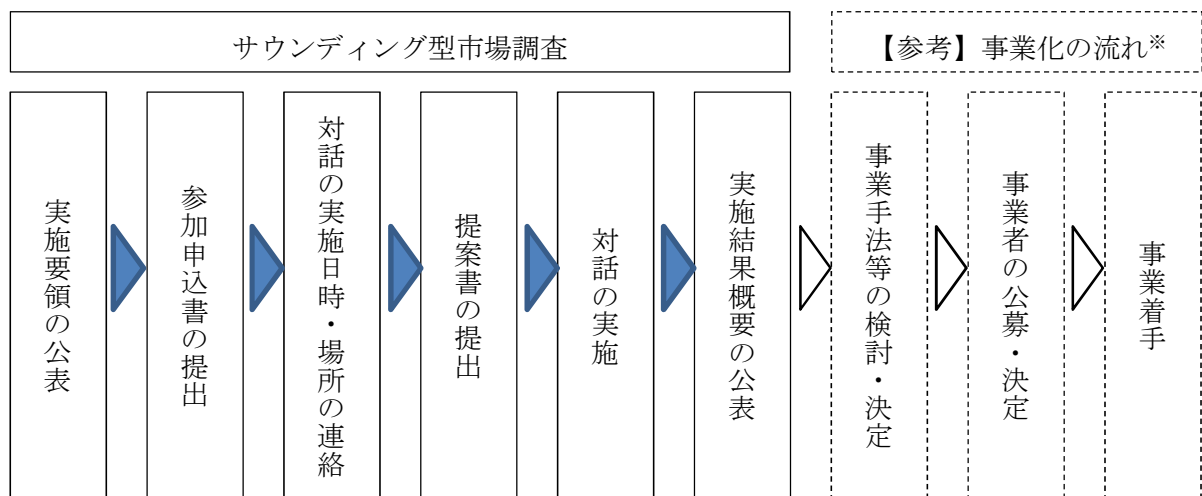 サウンディング型市場調査
【参考】事業化の流れ※
実施要領の公表
参加申込書の提出
対話の実施日時・場所の連絡
提案書の提出
対話の実施
実施結果概要の公表
事業手法等の検討・決定
事業者の公募・決定
事業着手